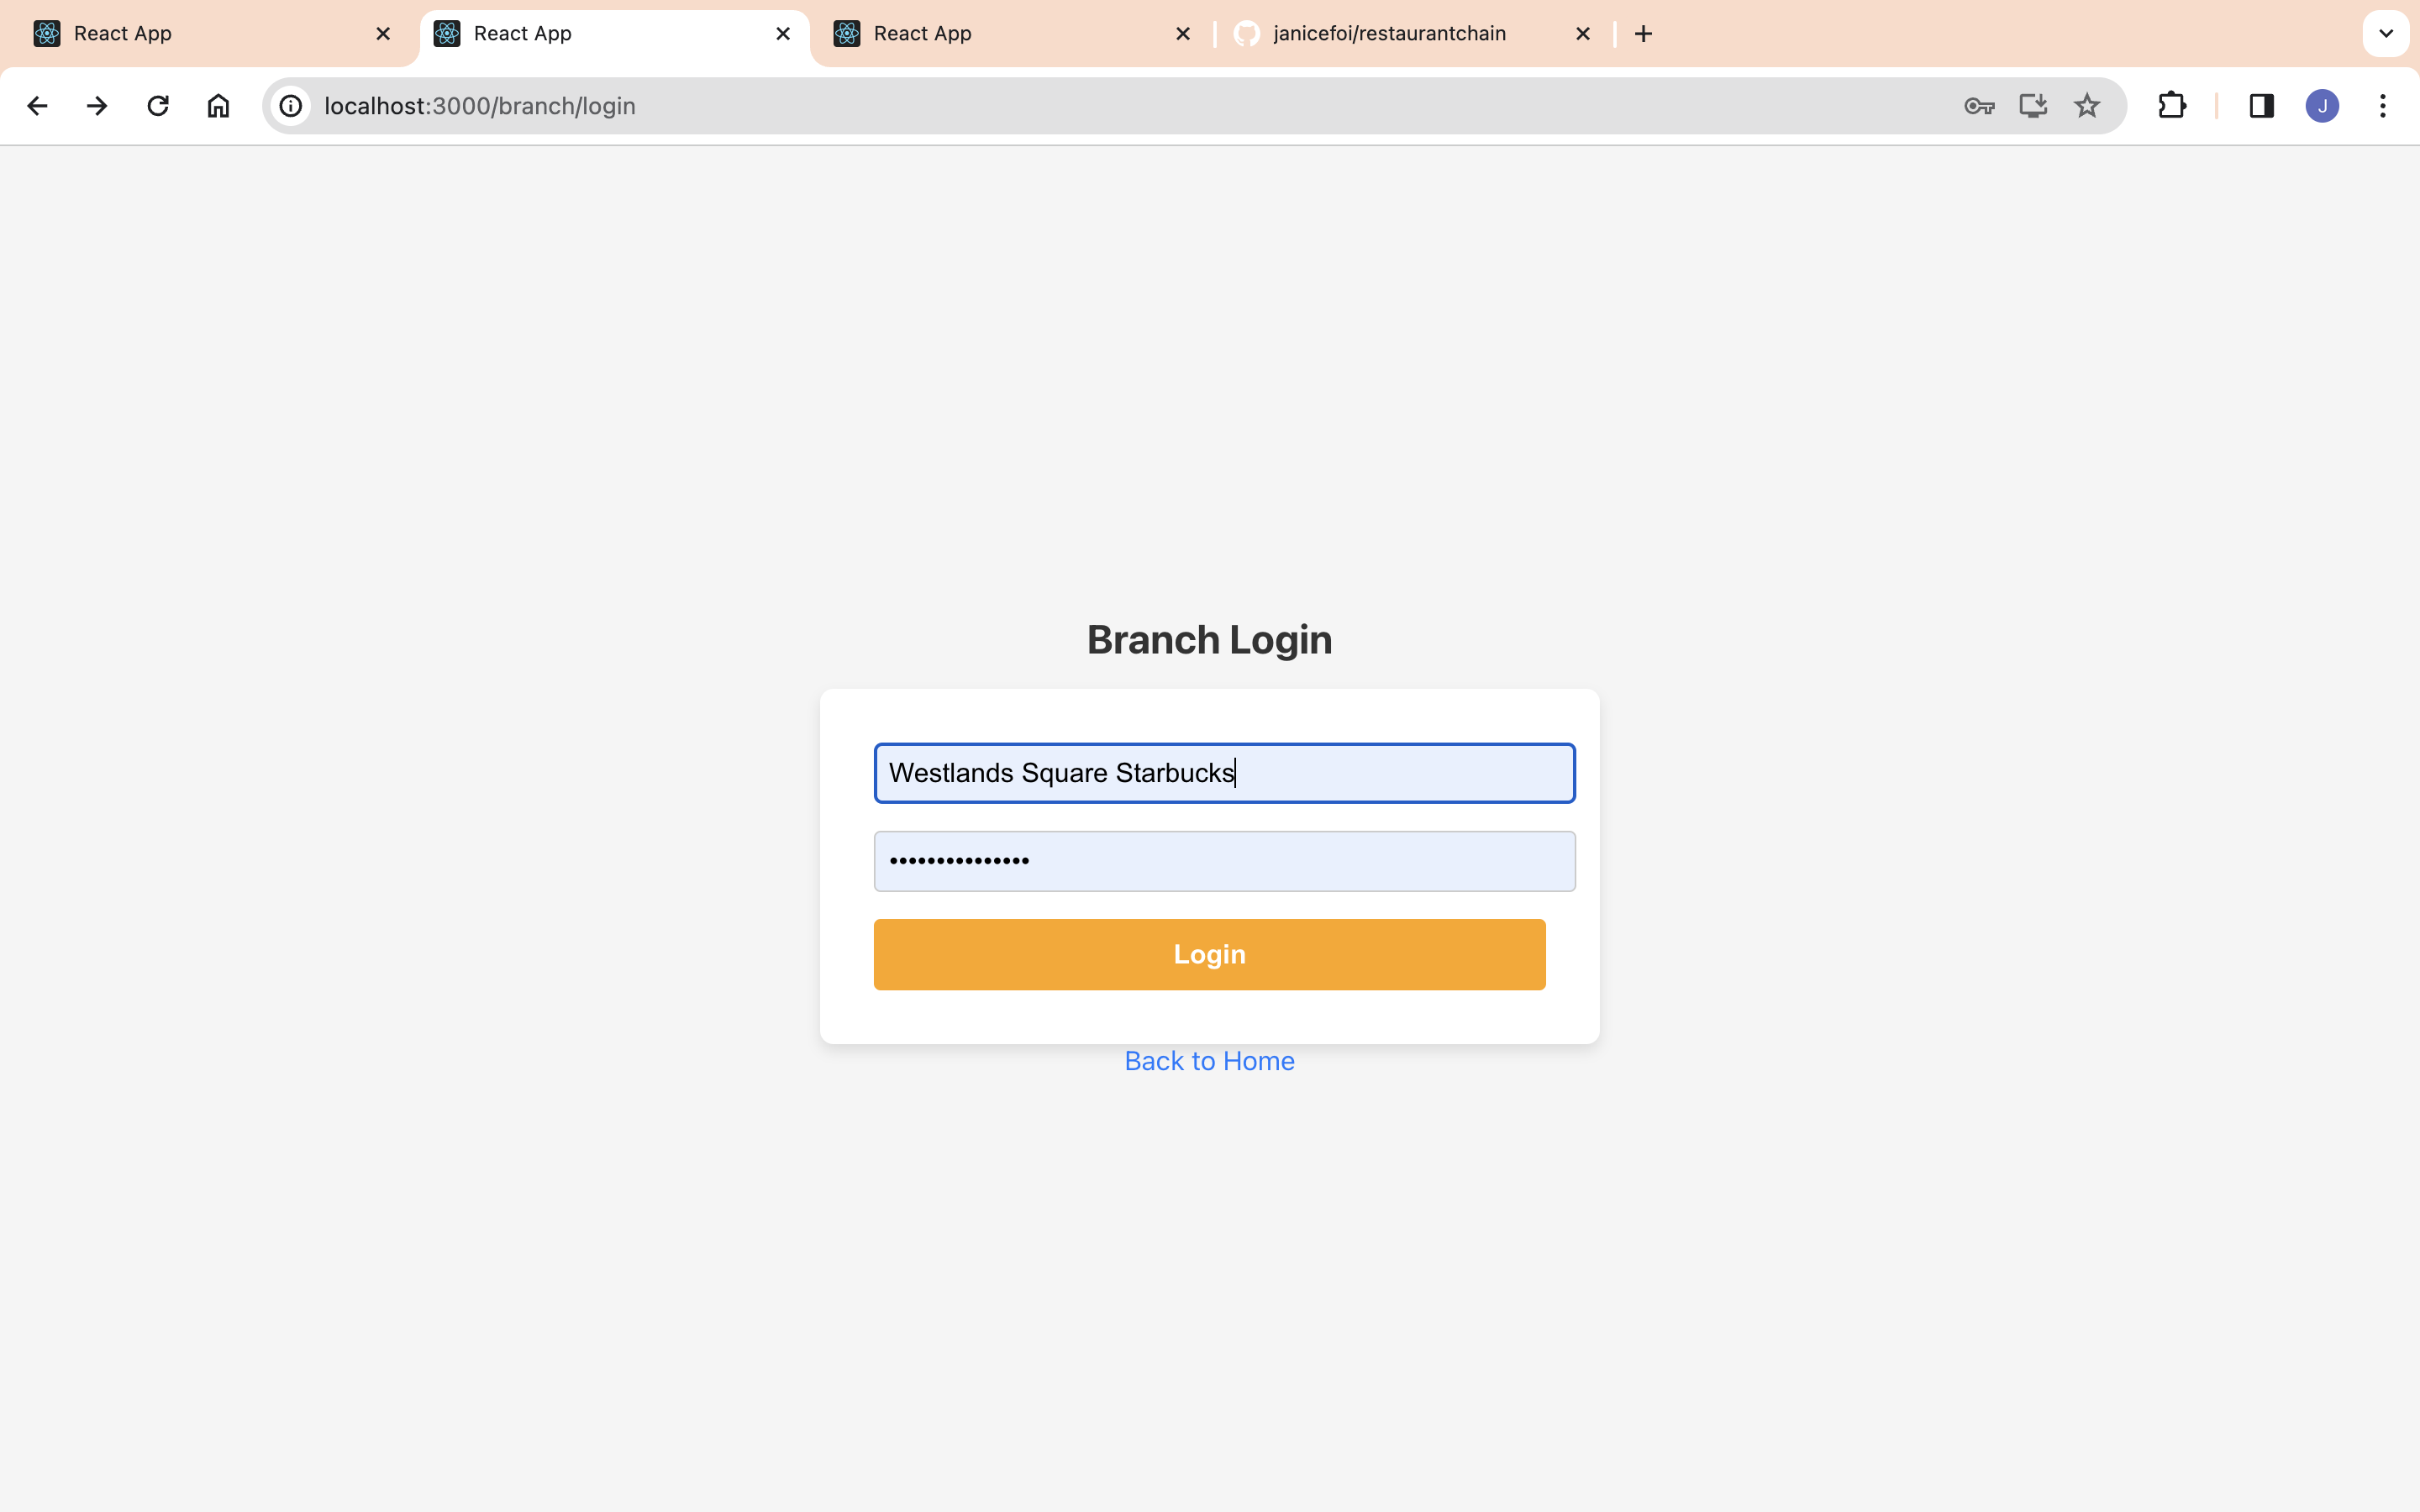 React App
React App
React App
janicefoi/restaurantchain
localhost:3000/branch/login
J
Branch Login
Westlands Square Starbucks
•••••••••••••••
Login
Back to Home